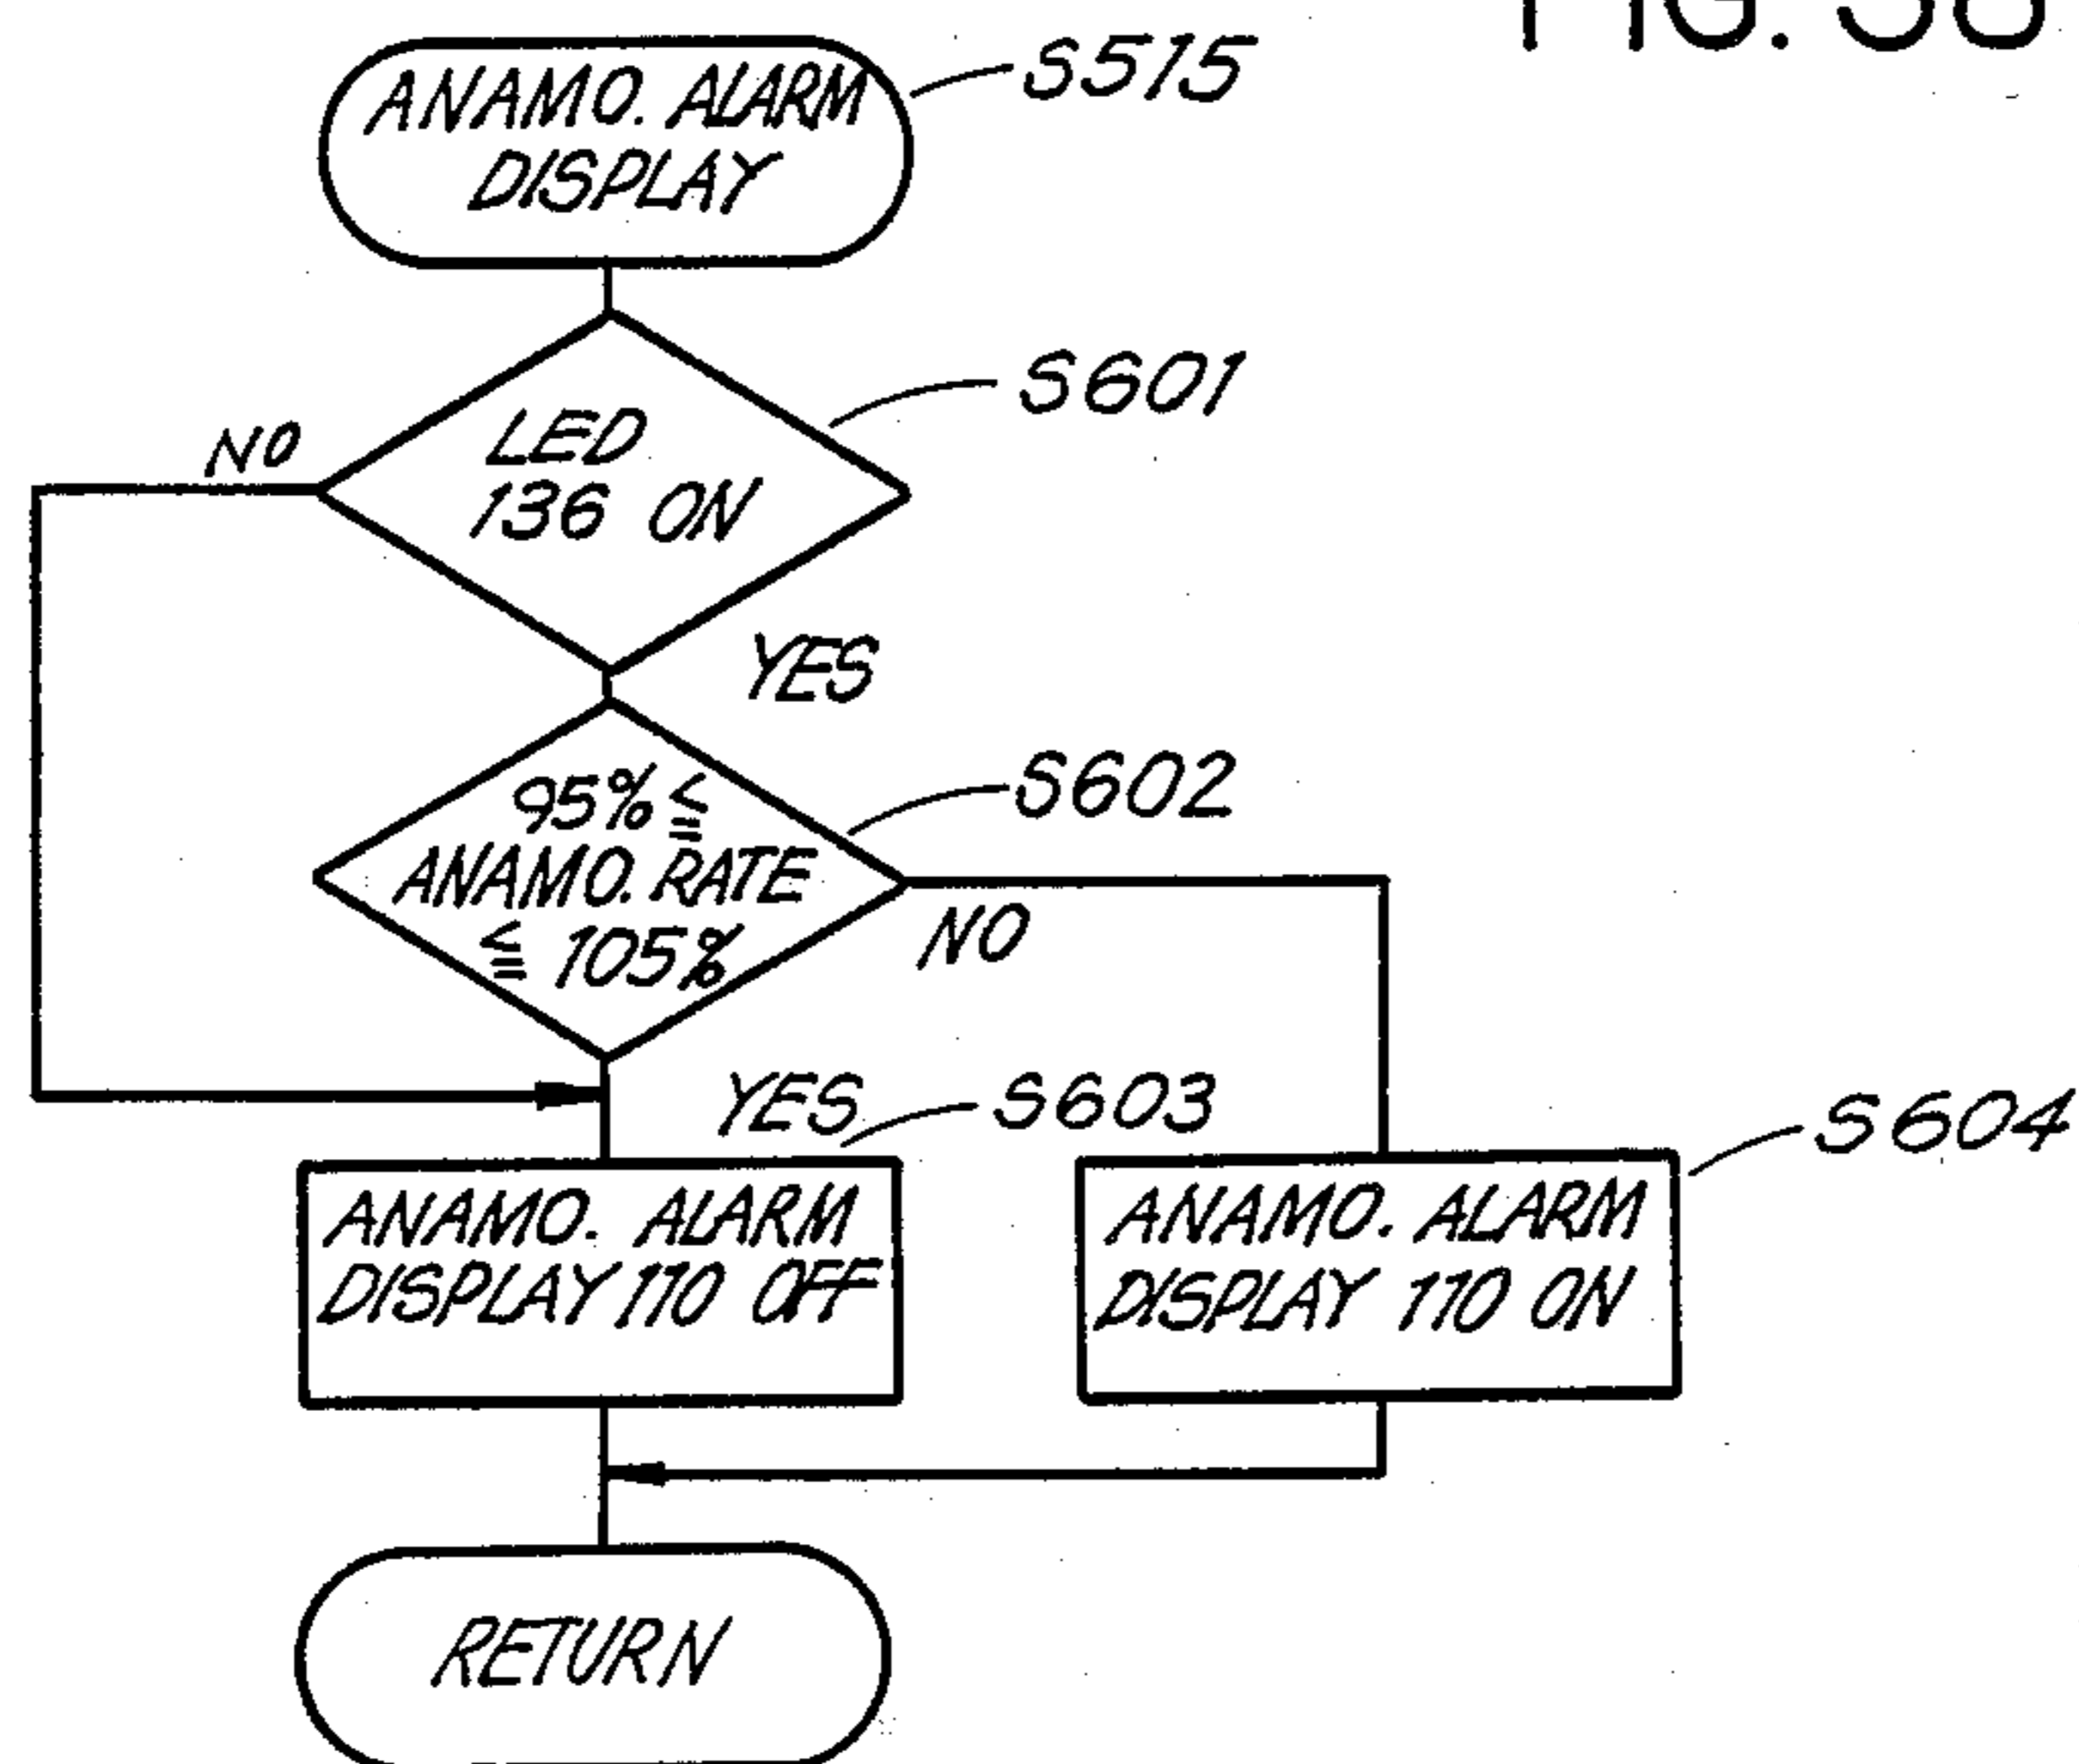 FIG. 38
ANAMO. ALARM
DISPLAY
S515
LED
136 ON
S601
NO
YES
95% ≦
ANAMO. RATE
≦ 105%
S602
NO
YES
S603
ANAMO. ALARM
DISPLAY 110 OFF
S604
ANAMO. ALARM
DISPLAY 110 ON
RETURN